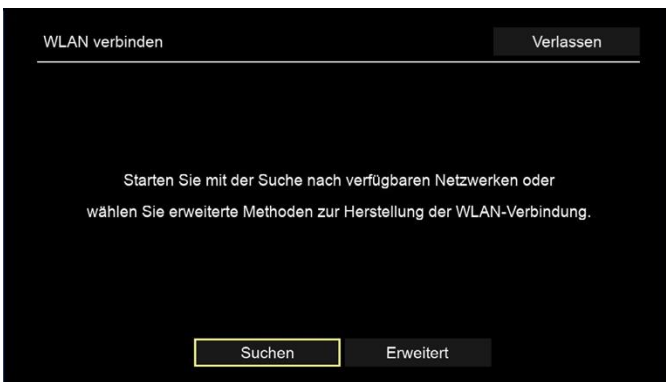 WLAN verbinden
Verlassen
Starten Sie mit der Suche nach verfügbaren Netzwerken oder
wählen Sie erweiterte Methoden zur Herstellung der WLAN-Verbindung.
Suchen
Erweitert